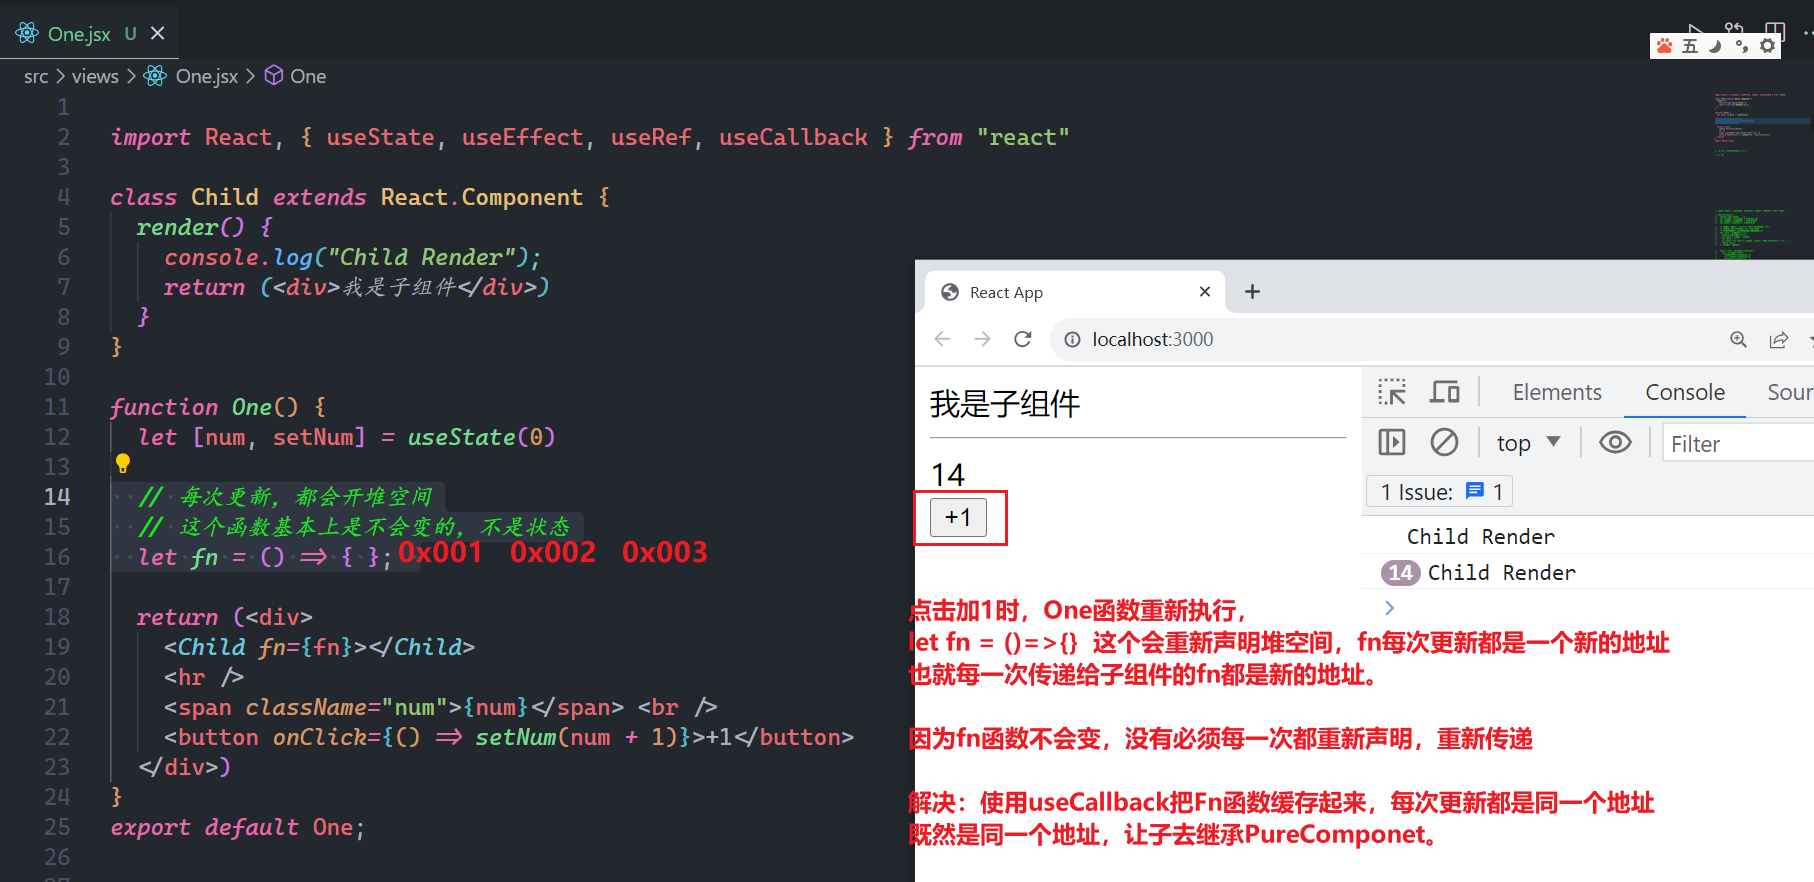 One.jsx U
五
src > views > One.jsx > One
1
2 import React, { useState, useEffect, useRef, useCallback } from "react"
3
4 class Child extends React.Component {
5 render() {
6 console.log("Child Render");
7 return (<div>我是子组件</div>)
8 }
9 }
10
11 function One() {
12 let [num, setNum] = useState(0)
13
14 // 每次更新，都会开堆空间
15 // 这个函数基本上是不会变的，不是状态
16 let fn = () => { }; 0x001 0x002 0x003
17
18 return (<div>
19 <Child fn={fn}></Child>
20 <hr />
21 <span className="num">{num}</span> <br />
22 <button onClick={() => setNum(num + 1)}>+1</button>
23 </div>)
24 }
25 export default One;
26
React App
localhost:3000
我是子组件
14
+1
Elements Console Sour
top Filter
1 Issue: 1
Child Render
14 Child Render
点击加1时，One函数重新执行，
let fn = ()=>{} 这个会重新声明堆空间，fn每次更新都是一个新的地址
也就每一次传递给子组件的fn都是新的地址。
因为fn函数不会变，没有必须每一次都重新声明，重新传递
解决：使用useCallback把Fn函数缓存起来，每次更新都是同一个地址
既然是同一个地址，让子去继承PureComponet。